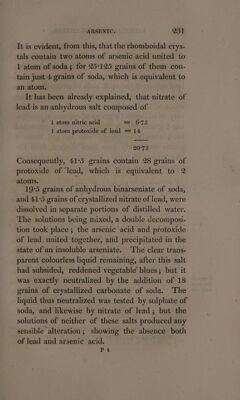 ARSENIC. 231
It is evident, from this, that the rhomboidal crys-
tals contain two atoms of arsenic acid united to
1 atom of soda; for 25·125 grains of them con-
tain just 4 grains of soda, which is equivalent to
an atom.
It has been already explained, that nitrate of
lead is an anhydrous salt composed of
1 atom nitric acid = 6·75
1 atom protoxide of lead = 14
20·75
Consequently, 41·5 grains contain 28 grains of
protoxide of lead, which is equivalent to 2
atoms.
19·5 grains of anhydrous binarseniate of soda,
and 41·5 grains of crystallized nitrate of lead, were
dissolved in separate portions of distilled water.
The solutions being mixed, a double decomposi-
tion took place; the arsenic acid and protoxide
of lead united together, and precipitated in the
state of an insoluble arseniate. The clear trans-
parent colourless liquid remaining, after this salt
had subsided, reddened vegetable blues; but it
was exactly neutralized by the addition of 18
grains of crystallized carbonate of soda. The
liquid thus neutralized was tested by sulphate of
soda, and likewise by nitrate of lead; but the
solutions of neither of these salts produced any
sensible alteration; showing the absence both
of lead and arsenic acid.
P 4